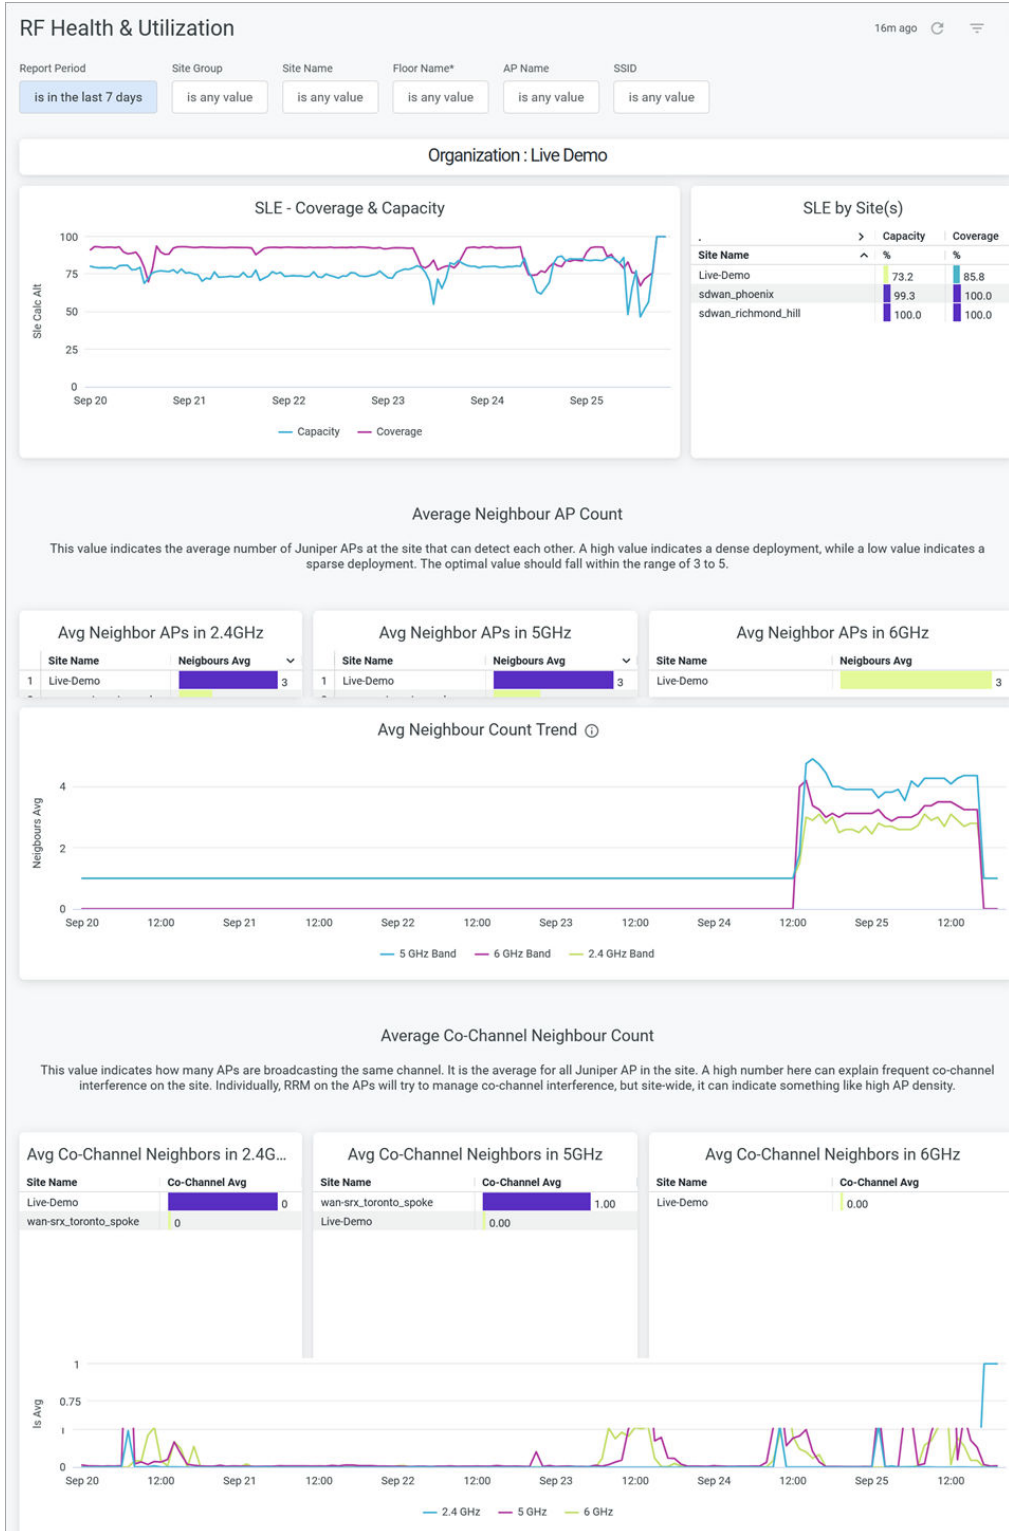 RF Health & Utilization
16m ago
Report Period
Site Group
Site Name
Floor Name*
AP Name
SSID
is in the last 7 days
is any value
is any value
is any value
is any value
is any value
Organization : Live Demo
SLE - Coverage & Capacity
Sle Calc Alt
100
75
50
25
0
Sep 20
Sep 21
Sep 22
Sep 23
Sep 24
Sep 25
Capacity
Coverage
SLE by Site(s)
. Capacity Coverage
Site Name % %
Live-Demo 73.2 85.8
sdwan_phoenix 99.3 100.0
sdwan_richmond_hill 100.0 100.0
Average Neighbour AP Count
This value indicates the average number of Juniper APs at the site that can detect each other. A high value indicates a dense deployment, while a low value indicates a
sparse deployment. The optimal value should fall within the range of 3 to 5.
Avg Neighbor APs in 2.4GHz
Site Name Neigbours Avg
1 Live-Demo 3
Avg Neighbor APs in 5GHz
Site Name Neigbours Avg
1 Live-Demo 3
Avg Neighbor APs in 6GHz
Site Name Neigbours Avg
Live-Demo 3
Avg Neighbour Count Trend
Neigbours Avg
4
2
0
Sep 20
12:00
Sep 21
12:00
Sep 22
12:00
Sep 23
12:00
Sep 24
12:00
Sep 25
12:00
5 GHz Band
6 GHz Band
2.4 GHz Band
Average Co-Channel Neighbour Count
This value indicates how many APs are broadcasting the same channel. It is the average for all Juniper AP in the site. A high number here can explain frequent co-channel
interference on the site. Individually, RRM on the APs will try to manage co-channel interference, but site-wide, it can indicate something like high AP density.
Avg Co-Channel Neighbors in 2.4G...
Site Name Co-Channel Avg
Live-Demo 0
wan-srx_toronto_spoke 0
Avg Co-Channel Neighbors in 5GHz
Site Name Co-Channel Avg
wan-srx_toronto_spoke 1.00
Live-Demo 0.00
Avg Co-Channel Neighbors in 6GHz
Site Name Co-Channel Avg
Live-Demo 0.00
ls Avg
1
0.75
0
Sep 20
12:00
Sep 21
12:00
Sep 22
12:00
Sep 23
12:00
Sep 24
12:00
Sep 25
12:00
2.4 GHz
5 GHz
6 GHz